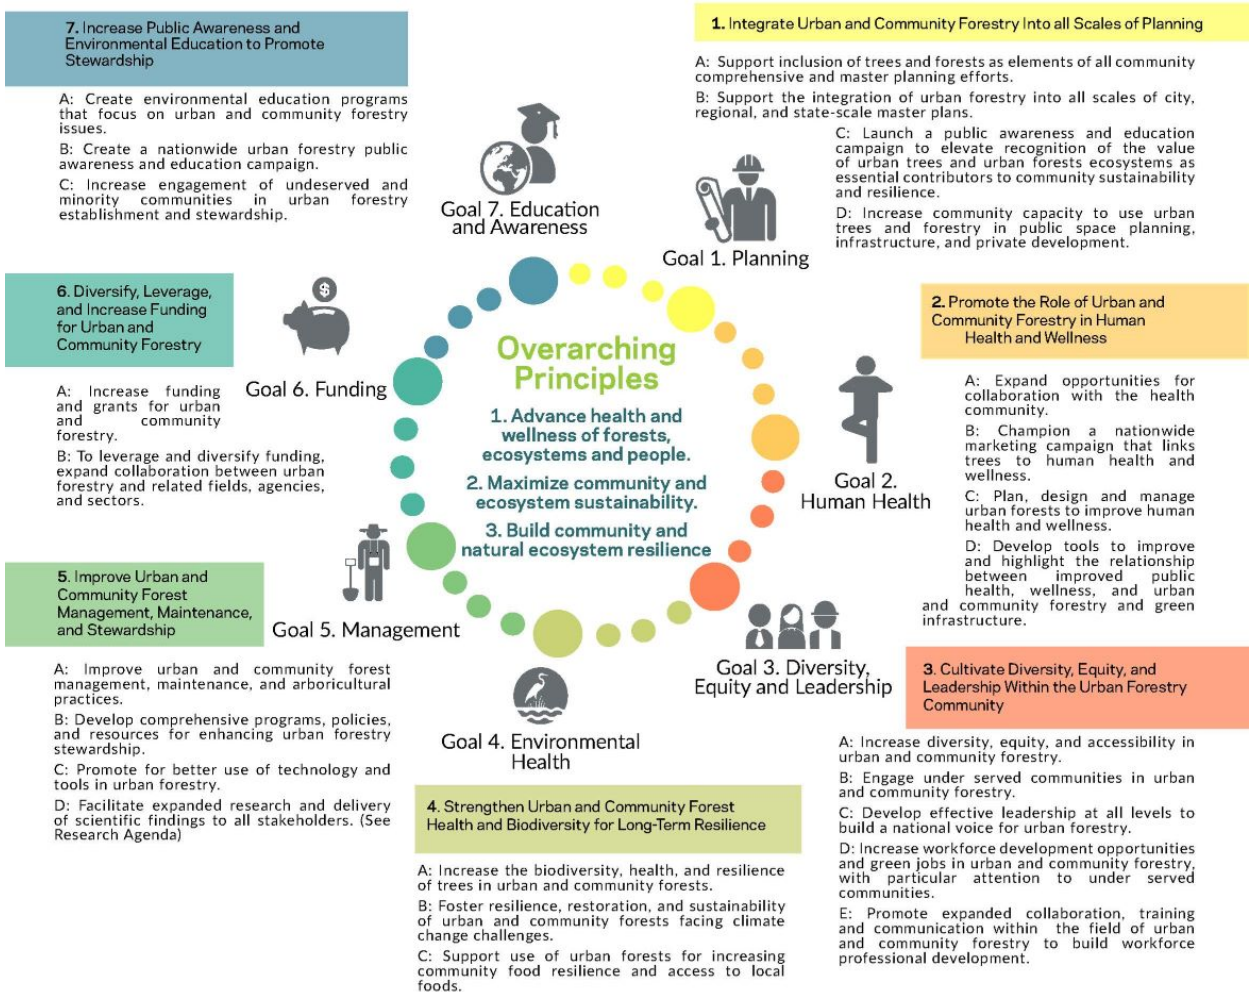 7. Increase Public Awareness and
Environmental Education to Promote
Stewardship
A: Create environmental education programs
that focus on urban and community forestry
issues.
B: Create a nationwide urban forestry public
awareness and education campaign.
C: Increase engagement of undeserved and
minority communities in urban forestry
establishment and stewardship.
Goal 7. Education
and Awareness
1. Integrate Urban and Community Forestry Into all Scales of Planning
A: Support inclusion of trees and forests as elements of all community
comprehensive and master planning efforts.
B: Support the integration of urban forestry into all scales of city,
regional, and state-scale master plans.
C: Launch a public awareness and education
campaign to elevate recognition of the value
of urban trees and urban forests ecosystems as
essential contributors to community sustainability
and resilience.
D: Increase community capacity to use urban
trees and forestry in public space planning,
infrastructure, and private development.
Goal 1. Planning
6. Diversify, Leverage,
and Increase Funding
for Urban and
Community Forestry
$
Goal 6. Funding
A: Increase funding
and grants for urban
and community
forestry.
B: To leverage and diversify funding,
expand collaboration between urban
forestry and related fields, agencies,
and sectors.
Overarching
Principles
1. Advance health and
wellness of forests,
ecosystems and people.
2. Maximize community and
ecosystem sustainability.
3. Build community and
natural ecosystem resilience
2. Promote the Role of Urban and
Community Forestry in Human
Health and Wellness
A: Expand opportunities for
collaboration with the health
community.
B: Champion a nationwide
marketing campaign that links
trees to human health and
wellness.
C: Plan, design and manage
urban forests to improve human
health and wellness.
D: Develop tools to improve
and highlight the relationship
between improved public
health, wellness, and urban
and community forestry and green
infrastructure.
Goal 2.
Human Health
5. Improve Urban and
Community Forest
Management, Maintenance,
and Stewardship
Goal 5. Management
A: Improve urban and community forest
management, maintenance, and arboricultural
practices.
B: Develop comprehensive programs, policies,
and resources for enhancing urban forestry
stewardship.
C: Promote for better use of technology and
tools in urban forestry.
D: Facilitate expanded research and delivery
of scientific findings to all stakeholders. (See
Research Agenda)
Goal 3. Diversity,
Equity and Leadership
3. Cultivate Diversity, Equity, and
Leadership Within the Urban Forestry
Community
A: Increase diversity, equity, and accessibility in
urban and community forestry.
B: Engage under served communities in urban
and community forestry.
C: Develop effective leadership at all levels to
build a national voice for urban forestry.
D: Increase workforce development opportunities
and green jobs in urban and community forestry,
with particular attention to under served
communities.
E: Promote expanded collaboration, training
and communication within the field of urban
and community forestry to build workforce
professional development.
Goal 4. Environmental
Health
4. Strengthen Urban and Community Forest
Health and Biodiversity for Long-Term Resilience
A: Increase the biodiversity, health, and resilience
of trees in urban and community forests.
B: Foster resilience, restoration, and sustainability
of urban and community forests facing climate
change challenges.
C: Support use of urban forests for increasing
community food resilience and access to local
foods.